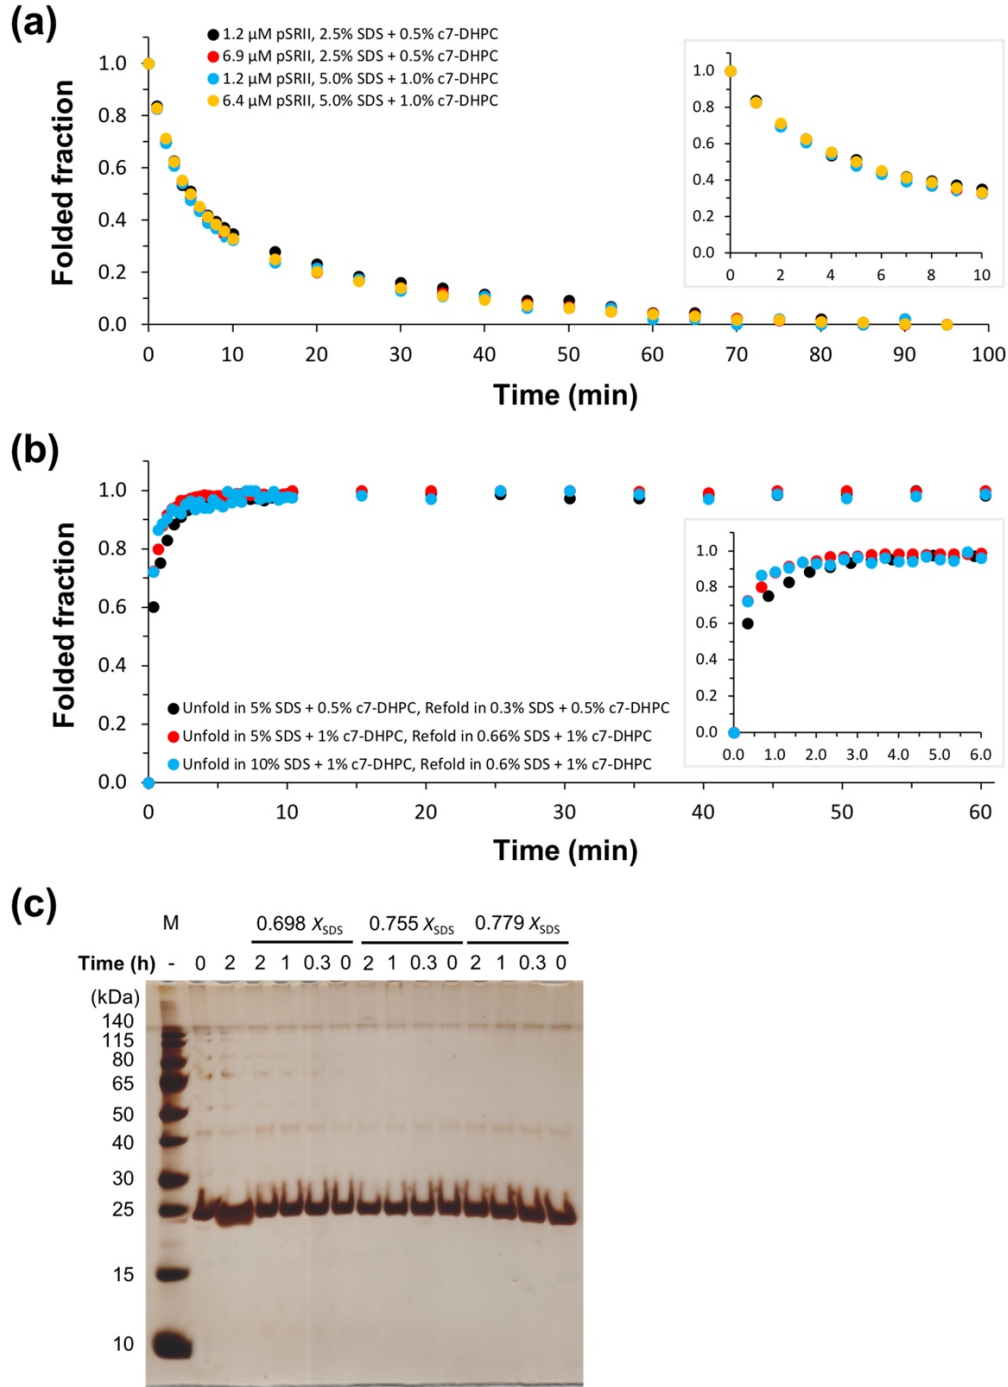 (a)
1.2 µM pSRII, 2.5% SDS + 0.5% c7-DHPC
6.9 µM pSRII, 2.5% SDS + 0.5% c7-DHPC
1.2 µM pSRII, 5.0% SDS + 1.0% c7-DHPC
6.4 µM pSRII, 5.0% SDS + 1.0% c7-DHPC
Folded fraction
1.0
0.8
0.6
0.4
0.2
0.0
0 10 20 30 40 50 60 70 80 90 100
Time (min)
1.0
0.8
0.6
0.4
0.2
0.0
0 2 4 6 8 10
(b)
Folded fraction
1.0
0.8
0.6
0.4
0.2
0.0
Unfold in 5% SDS + 0.5% c7-DHPC, Refold in 0.3% SDS + 0.5% c7-DHPC
Unfold in 5% SDS + 1% c7-DHPC, Refold in 0.66% SDS + 1% c7-DHPC
Unfold in 10% SDS + 1% c7-DHPC, Refold in 0.6% SDS + 1% c7-DHPC
0 10 20 30 40 50 60
Time (min)
1.0
0.8
0.6
0.4
0.2
0.0
0.0 1.0 2.0 3.0 4.0 5.0 6.0
(c)
M 0.698 XSDS 0.755 XSDS 0.779 XSDS
Time (h) - 0 2 2 1 0.3 0 2 1 0.3 0 2 1 0.3 0
(kDa)
140
115
80
65
50
40
30
25
15
10